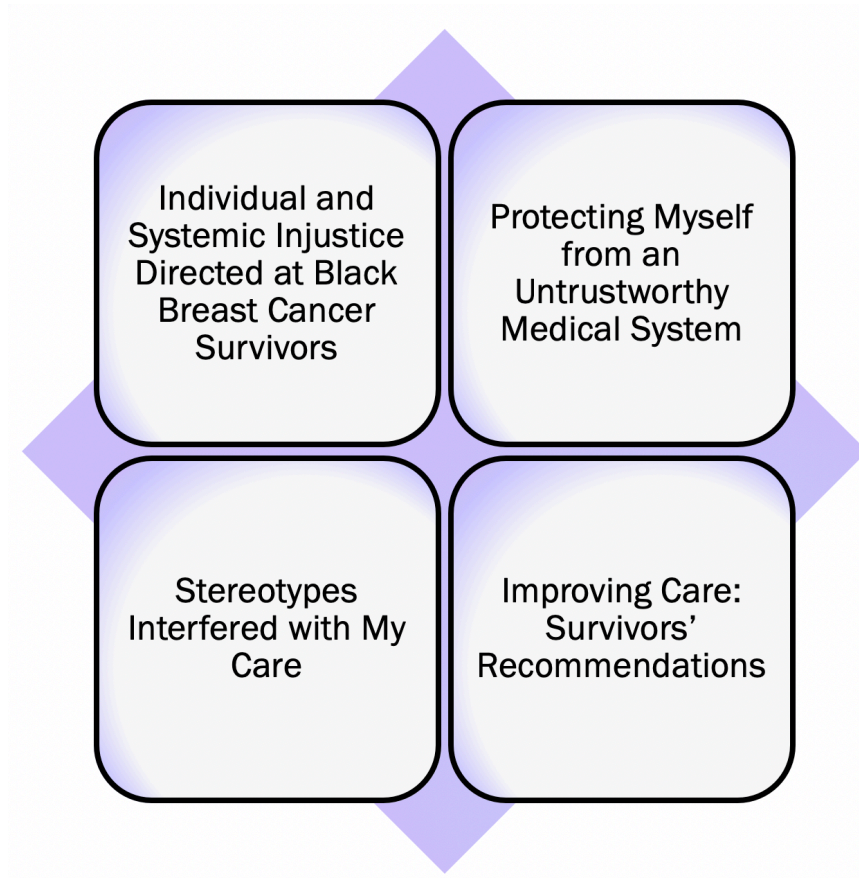 Individual and
Systemic Injustice
Directed at Black
Breast Cancer
Survivors
Protecting Myself
from an
Untrustworthy
Medical System
Stereotypes
Interfered with My
Care
Improving Care:
Survivors’
Recommendations